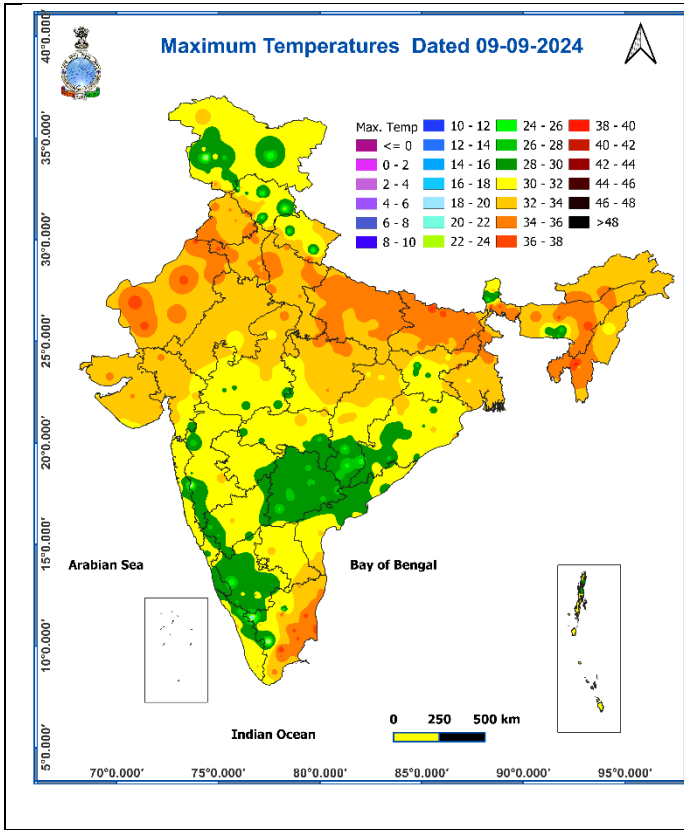 Maximum Temperatures Dated 09-09-2024
Max. Temp
<= 0
0 - 2
2 - 4
4 - 6
6 - 8
8 - 10
10 - 12
12 - 14
14 - 16
16 - 18
18 - 20
20 - 22
22 - 24
24 - 26
26 - 28
28 - 30
30 - 32
32 - 34
34 - 36
36 - 38
38 - 40
40 - 42
42 - 44
44 - 46
46 - 48
>48
40°0.000'
35°0.000'
30°0.000'
25°0.000'
20°0.000'
15°0.000'
10°0.000'
5°0.000'
Arabian Sea
Bay of Bengal
Indian Ocean
0 250 500 km
70°0.000' 75°0.000' 80°0.000' 85°0.000' 90°0.000' 95°0.000'